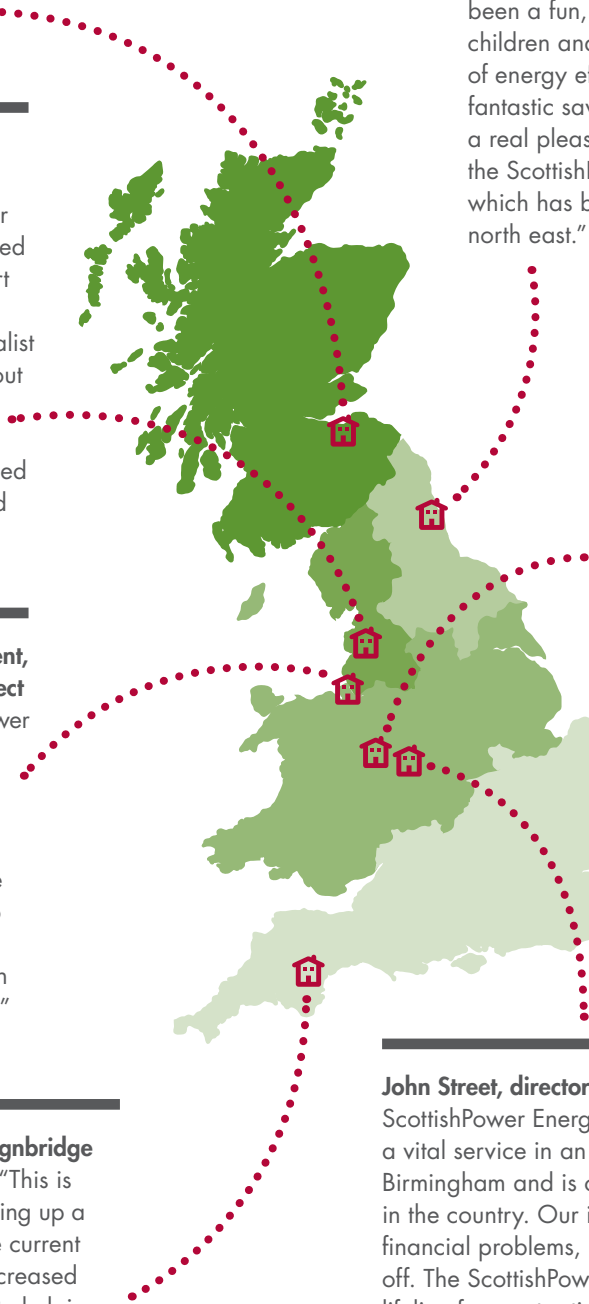 been a fun,
children and
of energy ef
fantastic sav
a real pleas
the Scottish
which has b
north east.”
r
ed
rt
alist
out
ed
d
ent,
ect
wer
e
n
”
gnbridge
“This is
ing up a
e current
creased
John Street, director
ScottishPower Energ
a vital service in an
Birmingham and is o
in the country. Our i
financial problems,
off. The ScottishPow